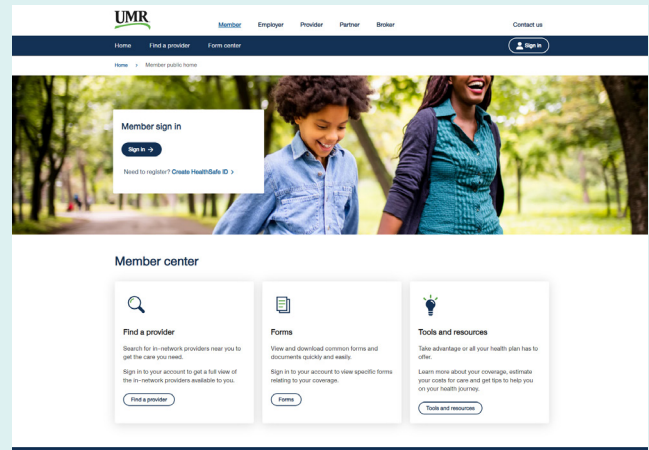 UMR
Member Employer Provider Partner Broker Contact us
Home Find a provider Form center Sign in
Home > Member public home
Member sign in
Sign in →
Need to register? Create HealthSafe ID >
Member center
Find a provider
Search for in-network providers near you to
get the care you need.
Sign in to your account to get a full view of
the in-network providers available to you.
Find a provider
Forms
View and download common forms and
documents quickly and easily.
Sign in to your account to view specific forms
relating to your coverage.
Forms
Tools and resources
Take advantage or all your health plan has to
offer.
Learn more about your coverage, estimate
your costs for care and get tips to help you
on your health journey.
Tools and resources